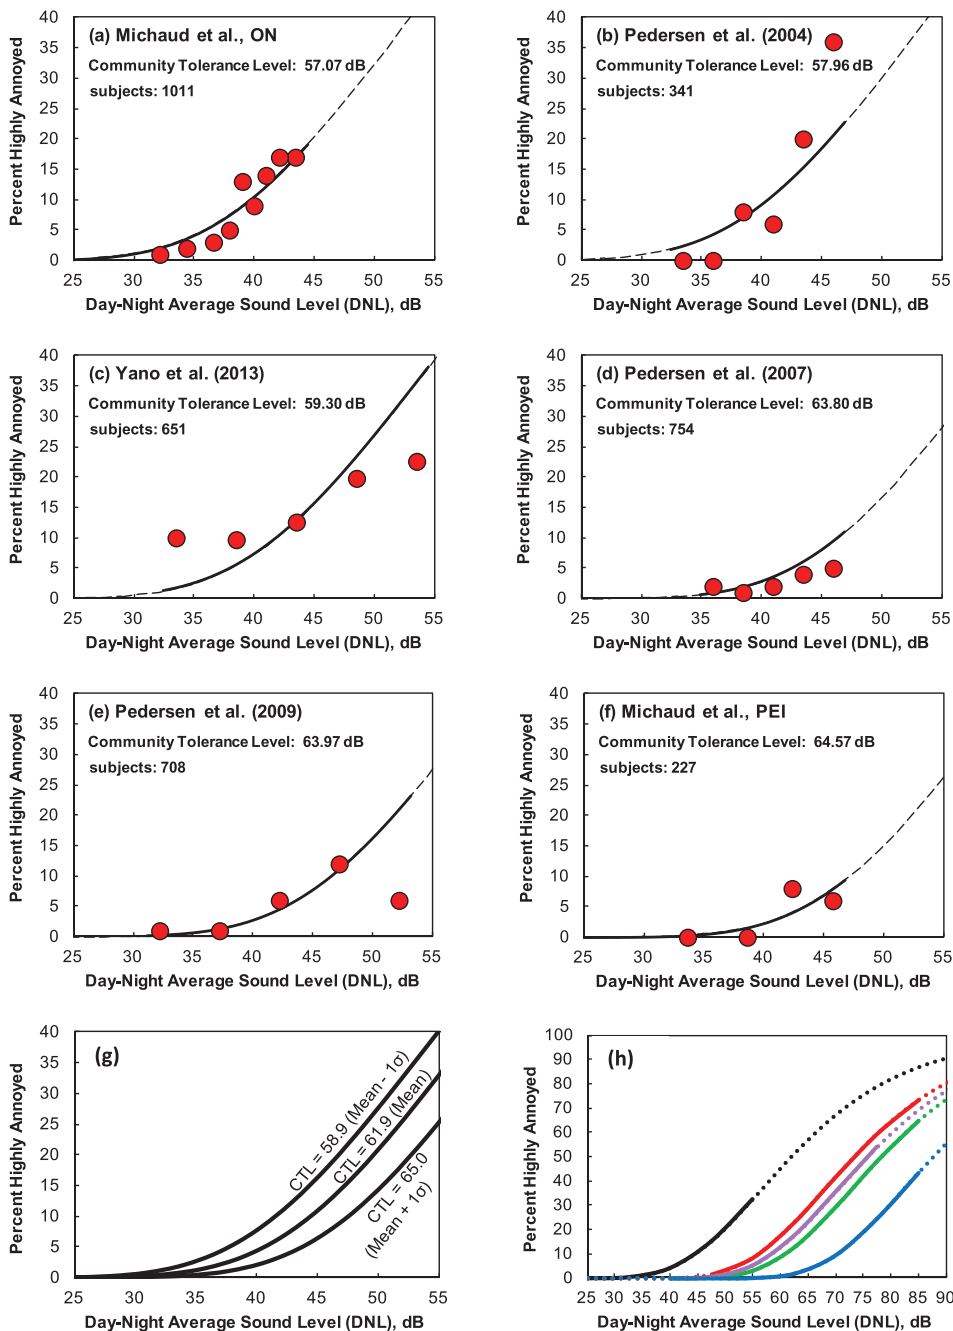 (a) Michaud et al., ON
Community Tolerance Level: 57.07 dB
subjects: 1011
Percent Highly Annoyed
40
35
30
25
20
15
10
5
0
25 30 35 40 45 50 55
Day-Night Average Sound Level (DNL), dB
(b) Pedersen et al. (2004)
Community Tolerance Level: 57.96 dB
subjects: 341
Percent Highly Annoyed
40
35
30
25
20
15
10
5
0
25 30 35 40 45 50 55
Day-Night Average Sound Level (DNL), dB
(c) Yano et al. (2013)
Community Tolerance Level: 59.30 dB
subjects: 651
Percent Highly Annoyed
40
35
30
25
20
15
10
5
0
25 30 35 40 45 50 55
Day-Night Average Sound Level (DNL), dB
(d) Pedersen et al. (2007)
Community Tolerance Level: 63.80 dB
subjects: 754
Percent Highly Annoyed
40
35
30
25
20
15
10
5
0
25 30 35 40 45 50 55
Day-Night Average Sound Level (DNL), dB
(e) Pedersen et al. (2009)
Community Tolerance Level: 63.97 dB
subjects: 708
Percent Highly Annoyed
40
35
30
25
20
15
10
5
0
25 30 35 40 45 50 55
Day-Night Average Sound Level (DNL), dB
(f) Michaud et al., PEI
Community Tolerance Level: 64.57 dB
subjects: 227
Percent Highly Annoyed
40
35
30
25
20
15
10
5
0
25 30 35 40 45 50 55
Day-Night Average Sound Level (DNL), dB
(g)
CTL = 58.9 (Mean - 1σ)
CTL = 61.9 (Mean)
CTL = 65.0
(Mean + 1σ)
Percent Highly Annoyed
40
35
30
25
20
15
10
5
0
25 30 35 40 45 50 55
Day-Night Average Sound Level (DNL), dB
(h)
Percent Highly Annoyed
100
90
80
70
60
50
40
30
20
10
0
25 30 35 40 45 50 55 60 65 70 75 80 85 90
Day-Night Average Sound Level (DNL), dB